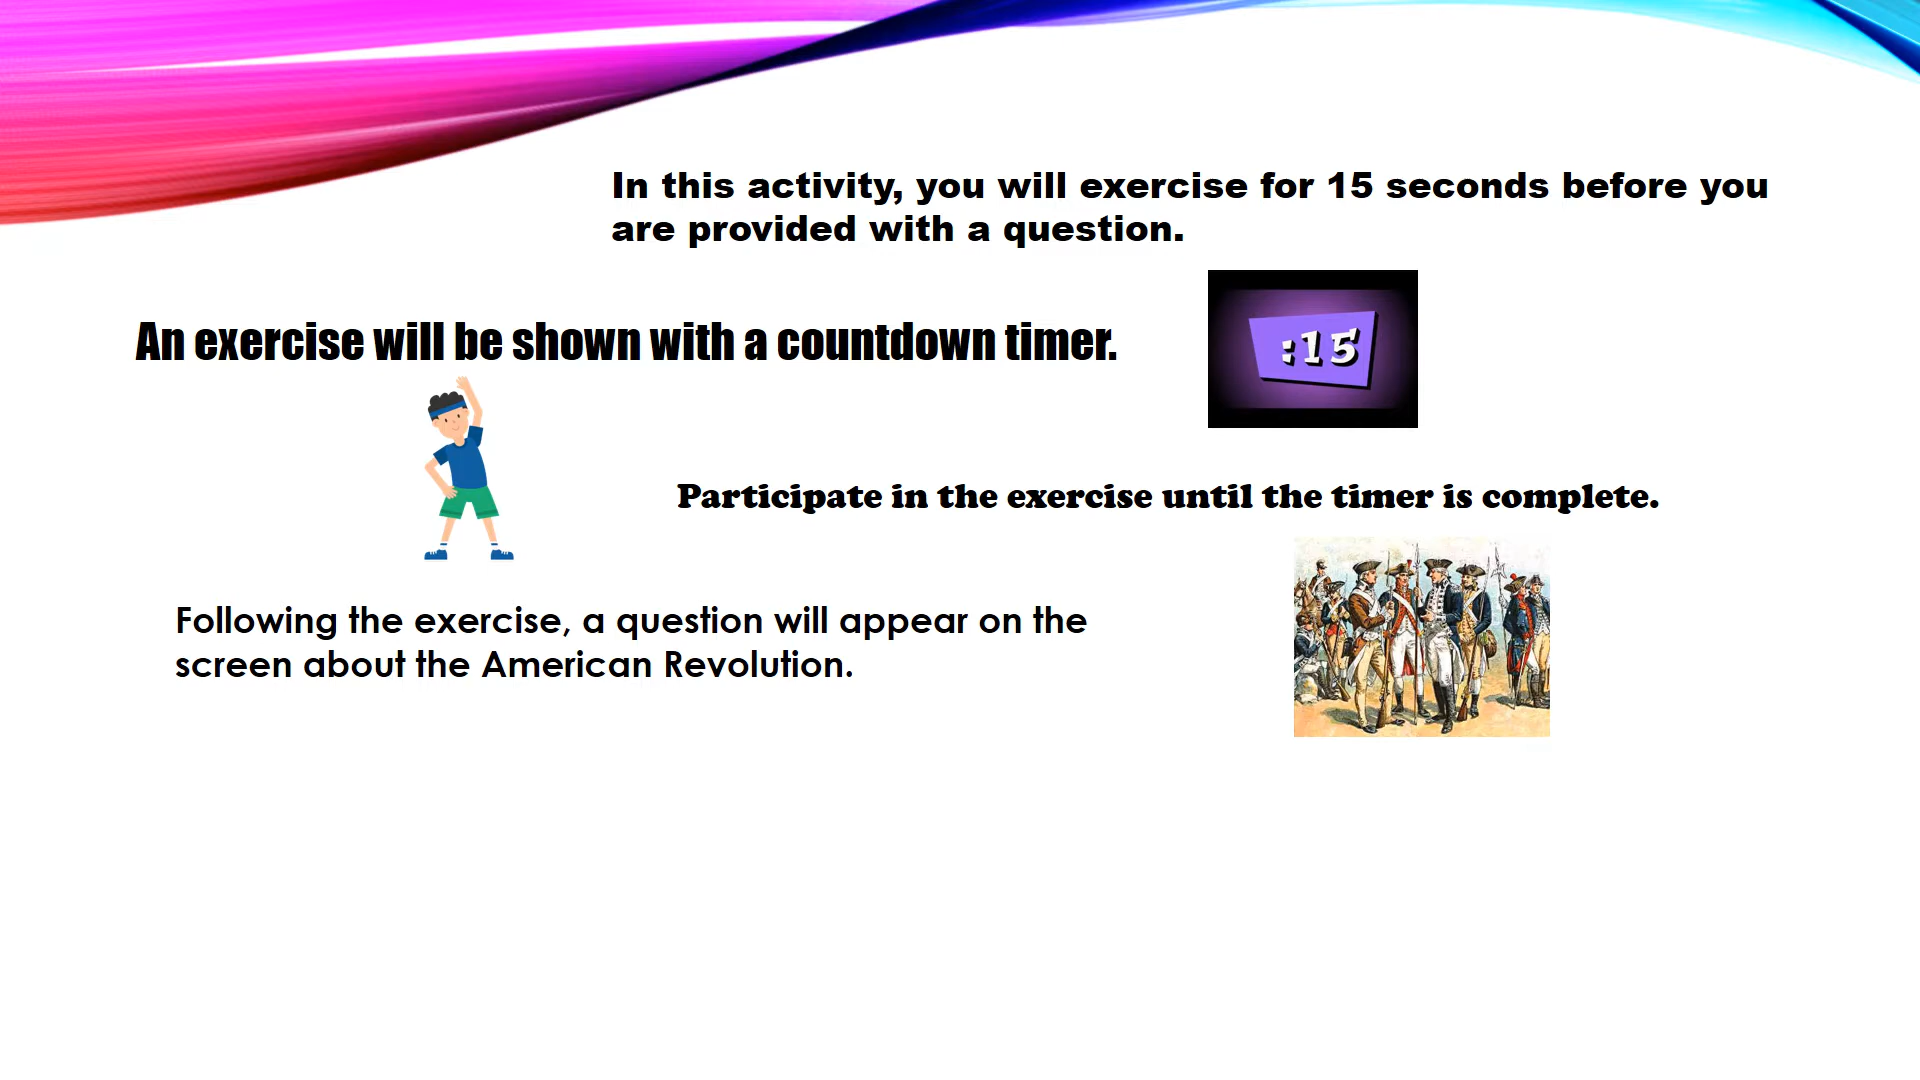 In this activity, you will exercise for 15 seconds before you
are provided with a question.
An exercise will be shown with a countdown timer.
:15
Participate in the exercise until the timer is complete.
Following the exercise, a question will appear on the
screen about the American Revolution.